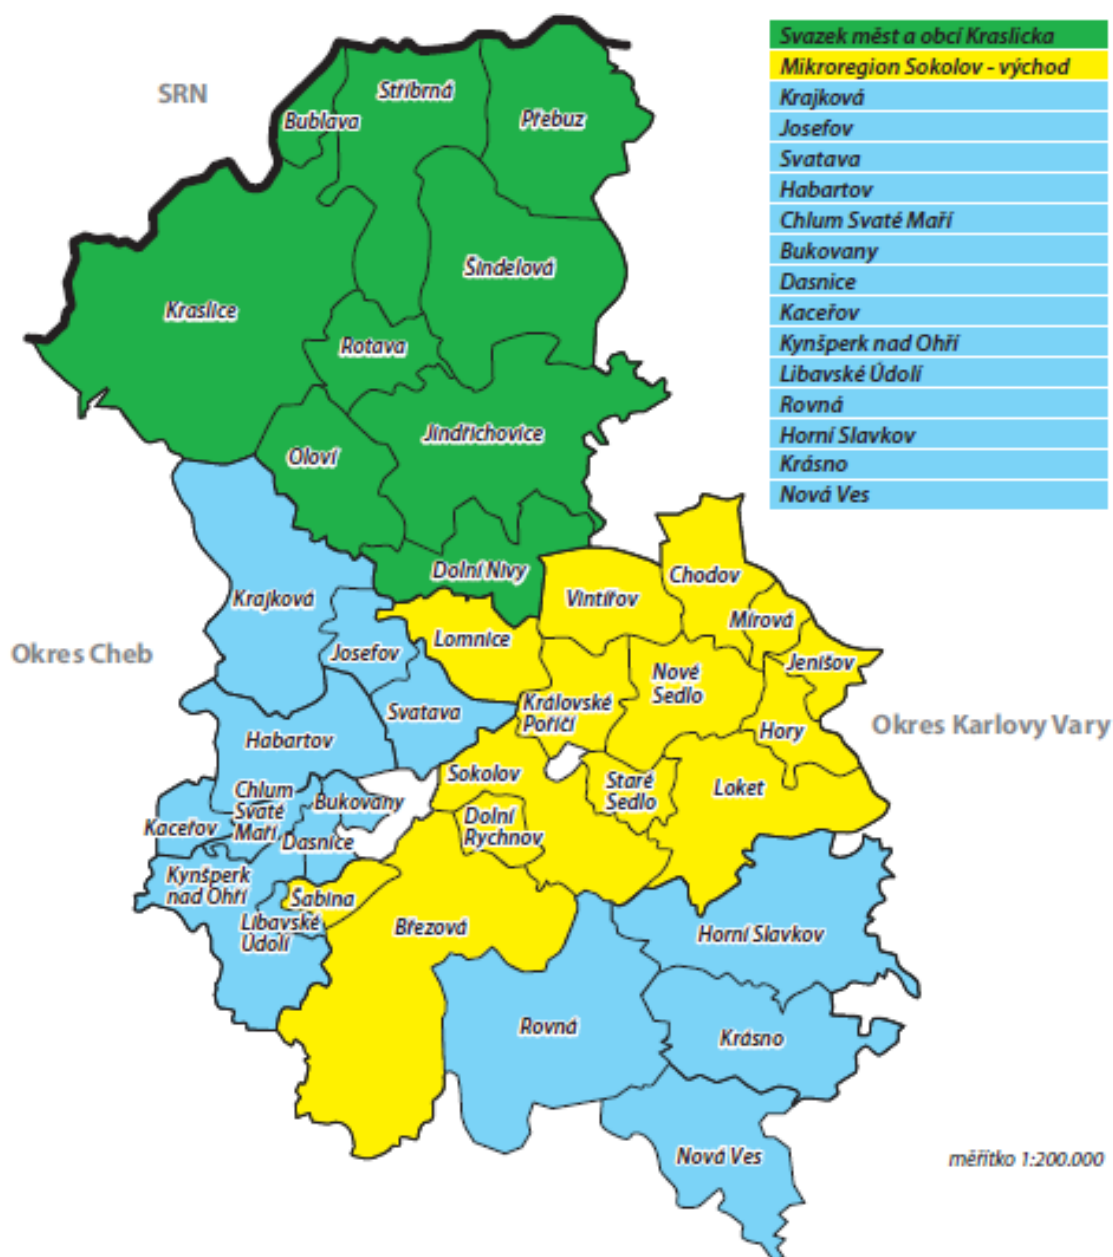 Svazek měst a obcí Kraslicka
Mikroregion Sokolov - východ
Krajková
Josefov
Svatava
Habartov
Chlum Svaté Maří
Bukovany
Dasnice
Kaceřov
Kynšperk nad Ohří
Libavské Údolí
Rovná
Horní Slavkov
Krásno
Nová Ves
SRN
Stříbrná
Bublava
Přebuz
Šindelová
Kraslice
Rotava
Jindřichovice
Oloví
Dolní Nivy
Chodov
Vintířov
Krajková
Mírová
Lomnice
Okres Cheb
Josefov
Jenišov
Nové
Sedlo
Královské
Poříčí
Svatava
Okres Karlovy Vary
Hory
Habartov
Sokolov
Staré
Sedlo
Loket
Chlum
Svaté
Maří
Bukovany
Kaceřov
Dolní
Rychnov
Dasnice
Kynšperk
nad Ohří
Šabina
Libavské
Údolí
Březová
Horní Slavkov
Rovná
Krásno
Nová Ves
měřítko 1:200.000